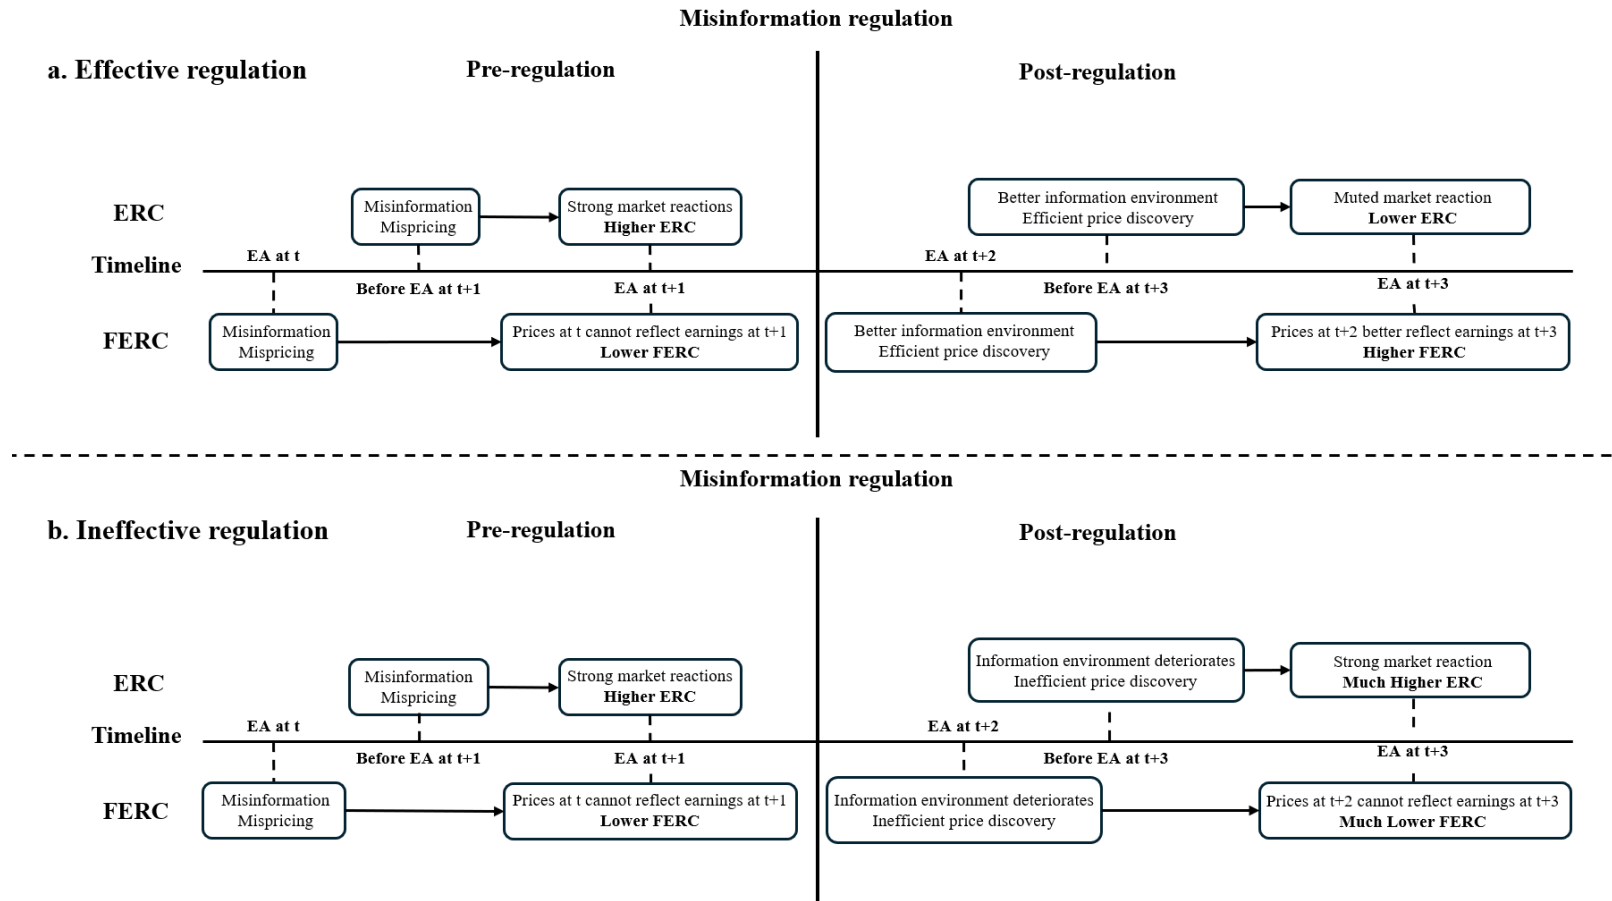 Misinformation regulation
a. Effective regulation
Pre-regulation
Post-regulation
ERC
Misinformation
Mispricing
Strong market reactions
Higher ERC
Better information environment
Efficient price discovery
Muted market reaction
Lower ERC
Timeline
EA at t
Before EA at t+1
EA at t+1
EA at t+2
Before EA at t+3
EA at t+3
FERC
Misinformation
Mispricing
Prices at t cannot reflect earnings at t+1
Lower FERC
Better information environment
Efficient price discovery
Prices at t+2 better reflect earnings at t+3
Higher FERC
Misinformation regulation
b. Ineffective regulation
Pre-regulation
Post-regulation
ERC
Misinformation
Mispricing
Strong market reactions
Higher ERC
Information environment deteriorates
Inefficient price discovery
Strong market reaction
Much Higher ERC
Timeline
EA at t
Before EA at t+1
EA at t+1
EA at t+2
Before EA at t+3
EA at t+3
FERC
Misinformation
Mispricing
Prices at t cannot reflect earnings at t+1
Lower FERC
Information environment deteriorates
Inefficient price discovery
Prices at t+2 cannot reflect earnings at t+3
Much Lower FERC